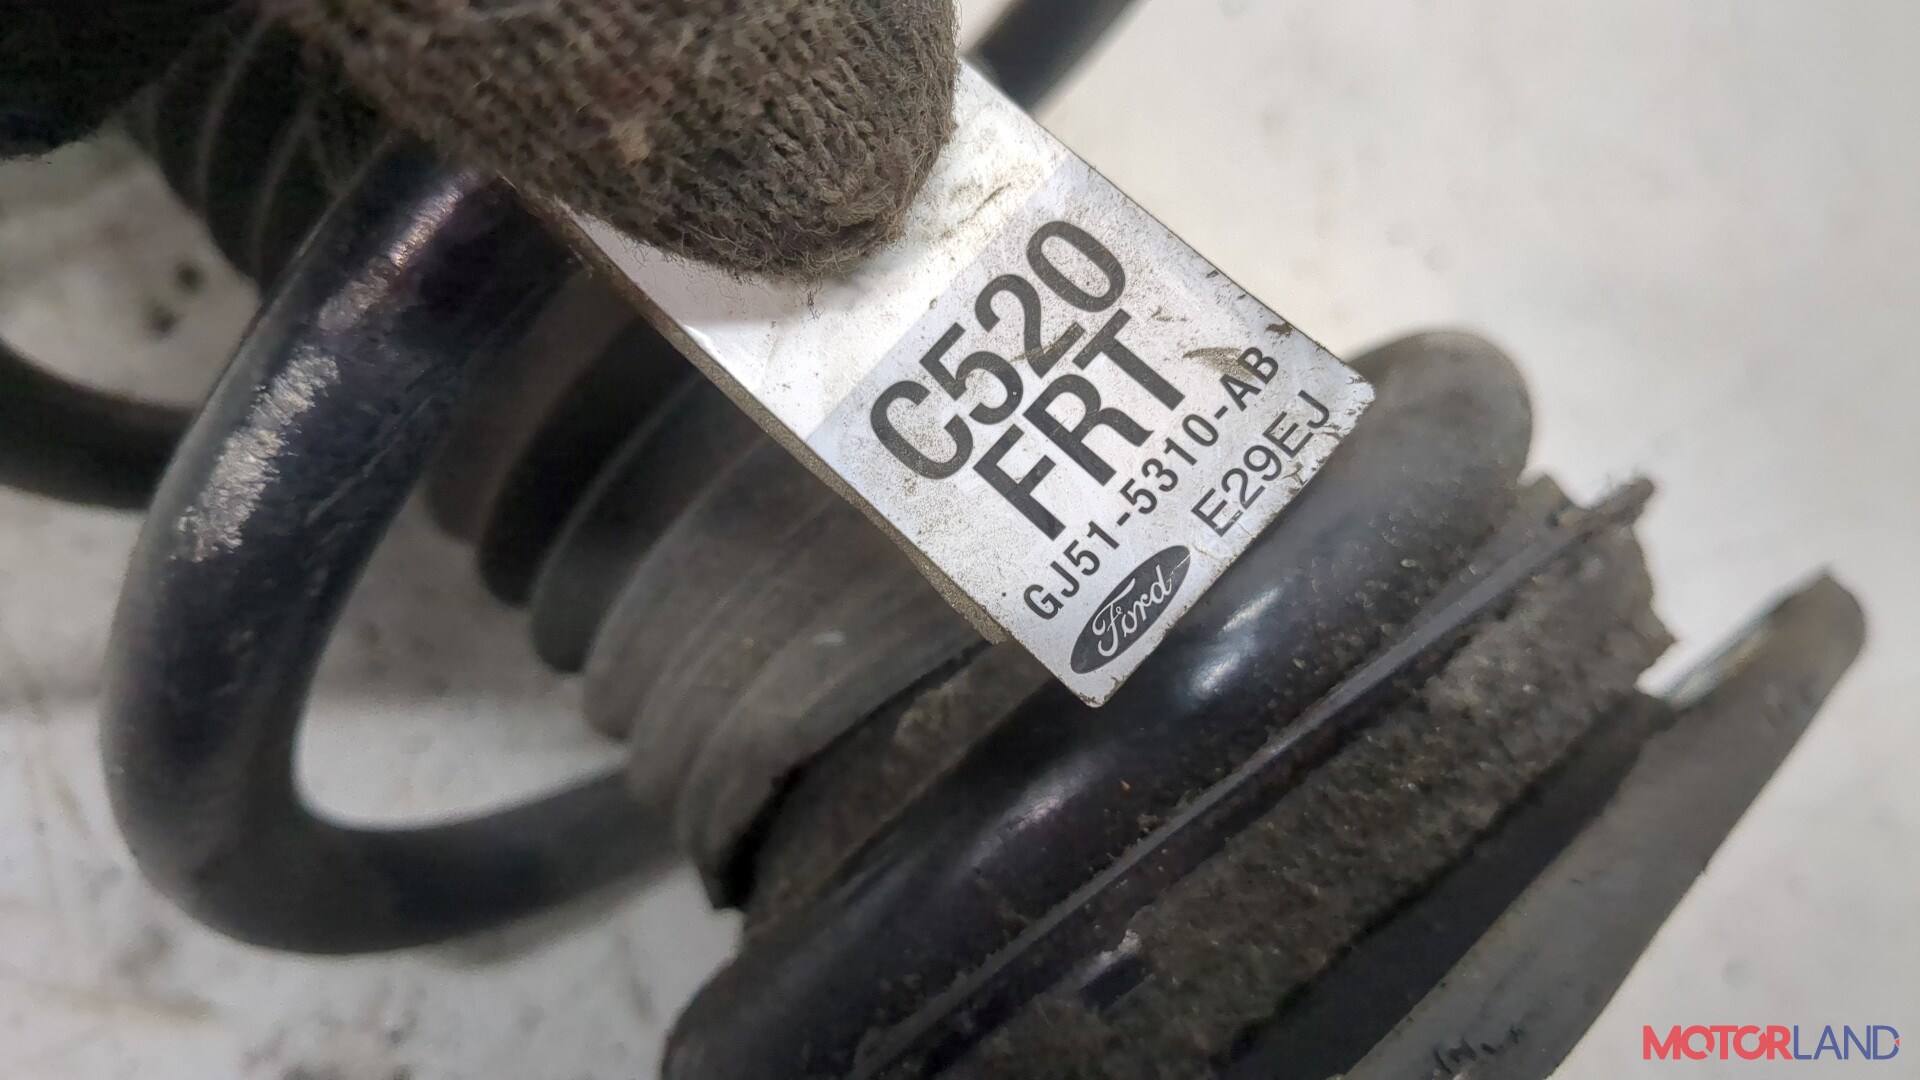 C520
FRT
GJ51-5310-AB
Ford E29EJ
MOTORLAND